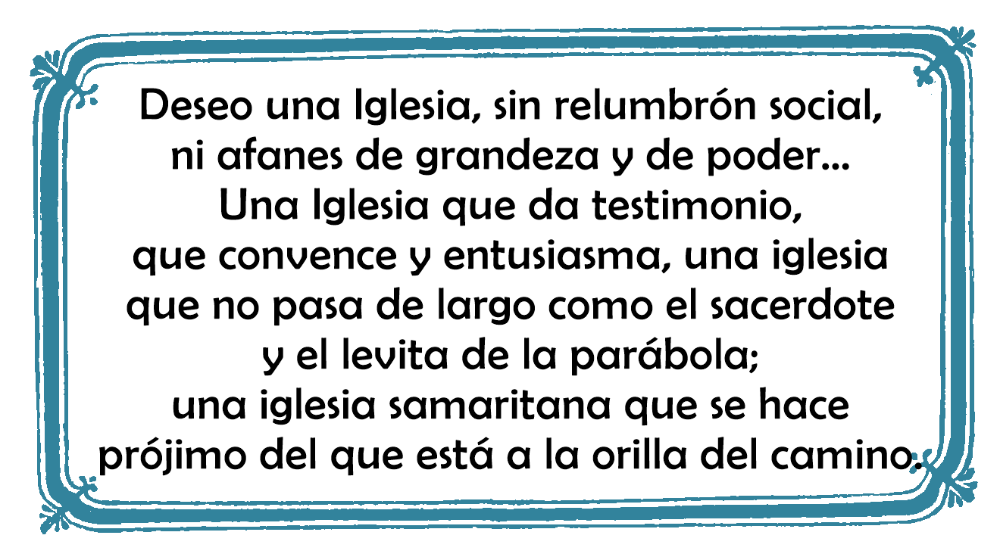 Deseo una Iglesia, sin relumbrón social,
ni afanes de grandeza y de poder...
Una Iglesia que da testimonio,
que convence y entusiasma, una iglesia
que no pasa de largo como el sacerdote
y el levita de la parábola;
una iglesia samaritana que se hace
prójimo del que está a la orilla del camino.